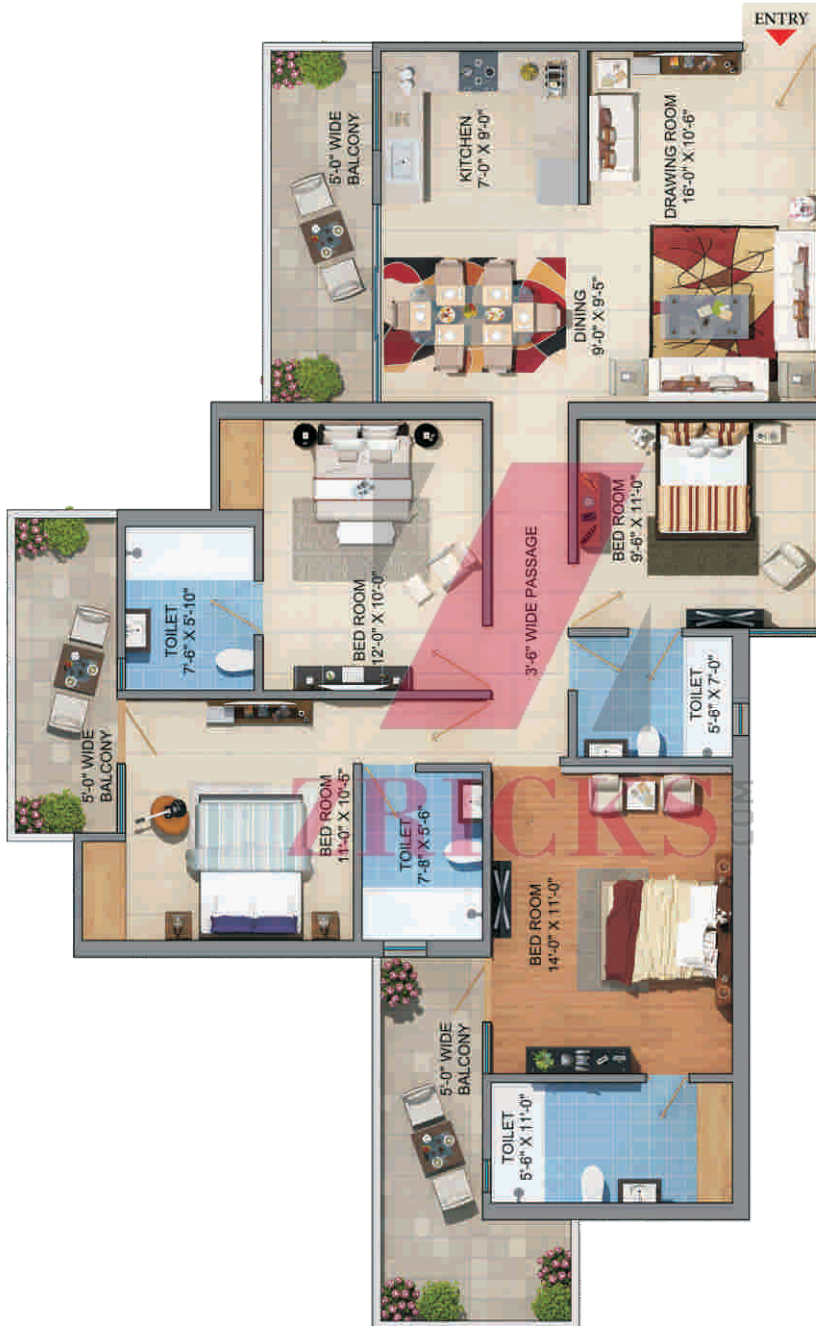 ENTRY
5'-0" WIDE
BALCONY
KITCHEN
7'-0" X 9'-0"
DRAWING ROOM
16'-0" X 10'-6"
DINING
9'-0" X 9'-5"
BED ROOM
12'-0" X 10'-0"
BED ROOM
9'-6" X 11'-0"
3'-6" WIDE PASSAGE
TOILET
7'-6" X 5'-10"
5'-0" WIDE
BALCONY
TOILET
5'-6" X 7'-0"
BED ROOM
11'-0" X 10'-5"
TOILET
7'-8" X 5'-6"
ZPICKS
.COM
BED ROOM
14'-0" X 11'-0"
5'-0" WIDE
BALCONY
TOILET
5'-6" X 11'-0"